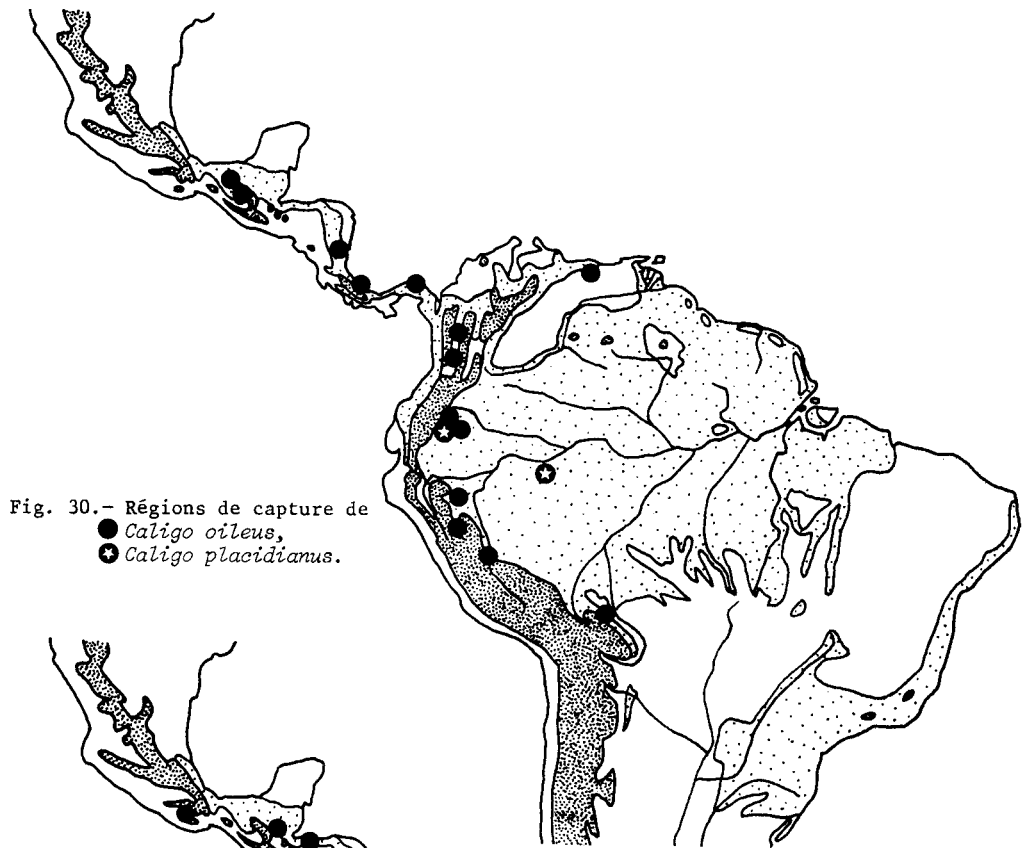 Fig. 30.- Régions de capture de
Caligo oileus,
Caligo placidianus.